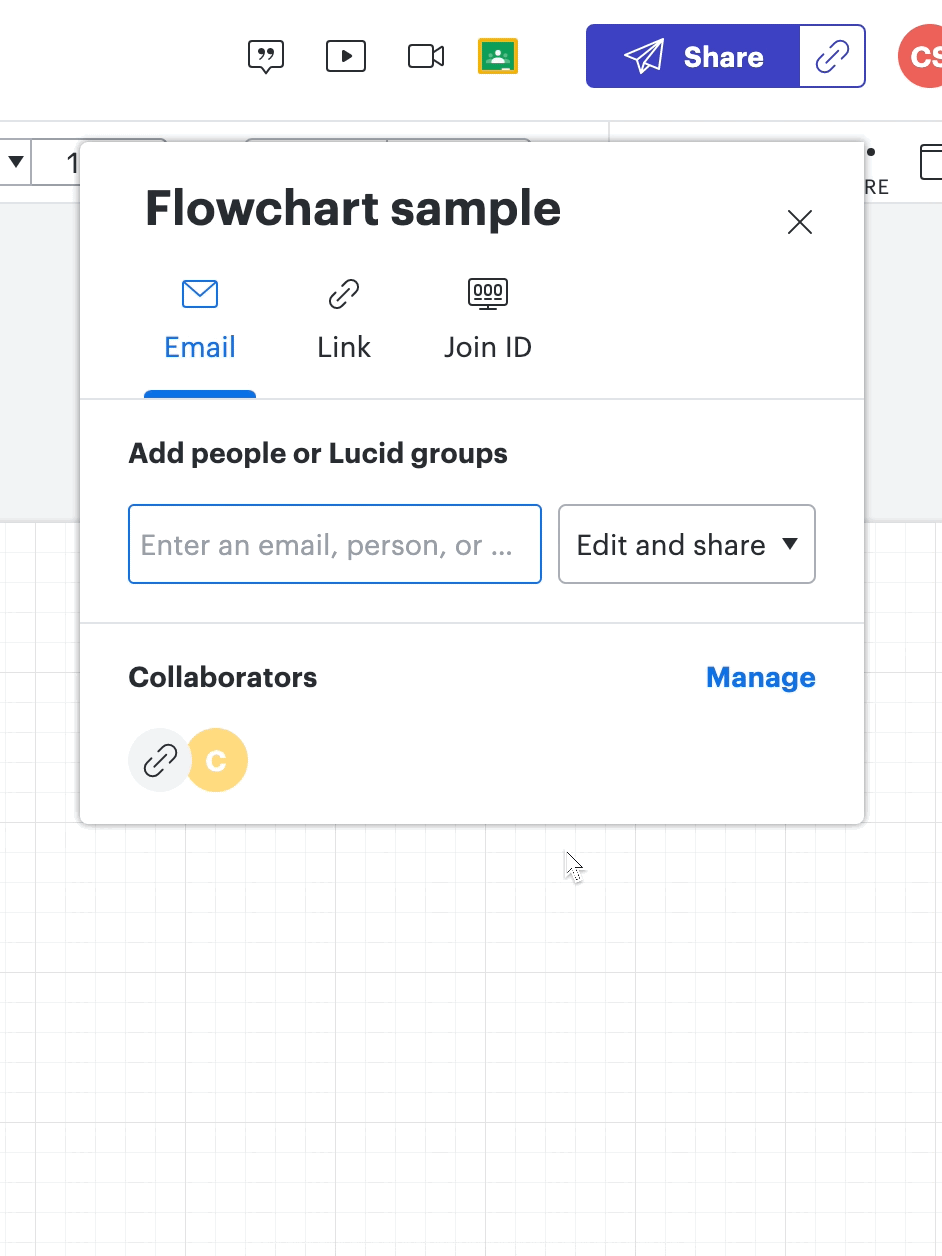 Share
CS
1
RE
Flowchart sample
000
Email
Link
Join ID
Add people or Lucid groups
Enter an email, person, or ...
Edit and share
Collaborators
Manage
C